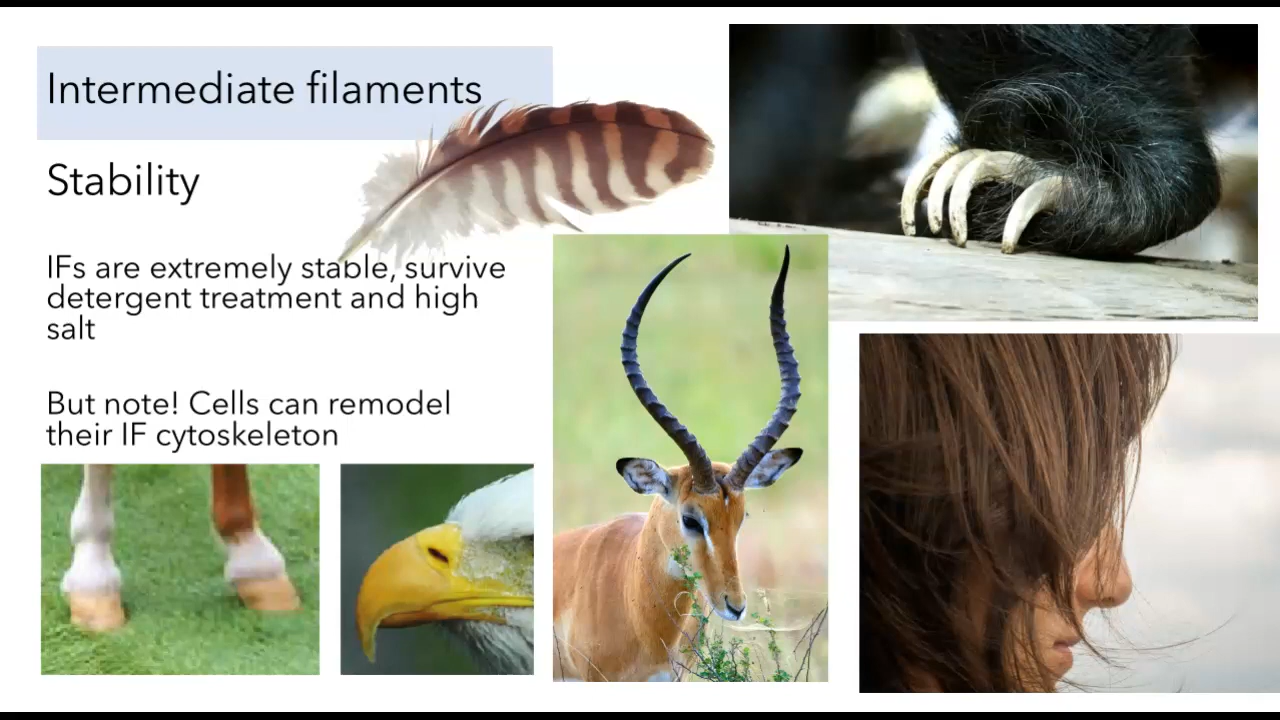 Intermediate filaments
Stability
IFs are extremely stable, survive
detergent treatment and high
salt
But note! Cells can remodel
their IF cytoskeleton